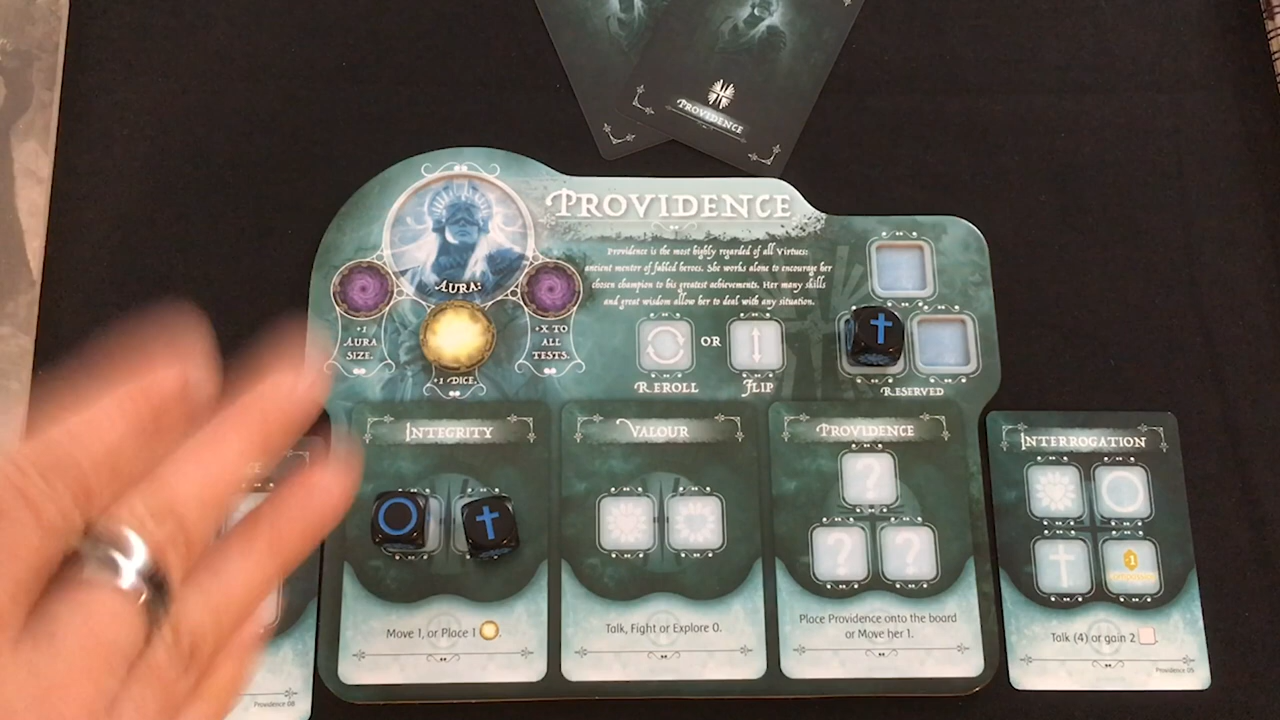 PROVIDENCE
PROVIDENCE
Providence is the most highly regarded of all Virtues:
ancient mentor of fabled heroes. She works alone to encourage her
chosen champion to his greatest achievements. Her many skills
and great wisdom allow her to deal with any situation.
AURA:
+1
AURA
SIZE.
+1 DICE.
+X TO
ALL
TESTS.
REROLL
OR
FLIP
RESERVED
INTEGRITY
Move 1, or Place 1 .
VALOUR
Talk, Fight or Explore 0.
PROVIDENCE
? ? ?
Place Providence onto the board
or Move her 1.
INTERROGATION
-1
Talk (4) or gain 2 .
Providence 05
Providence 08